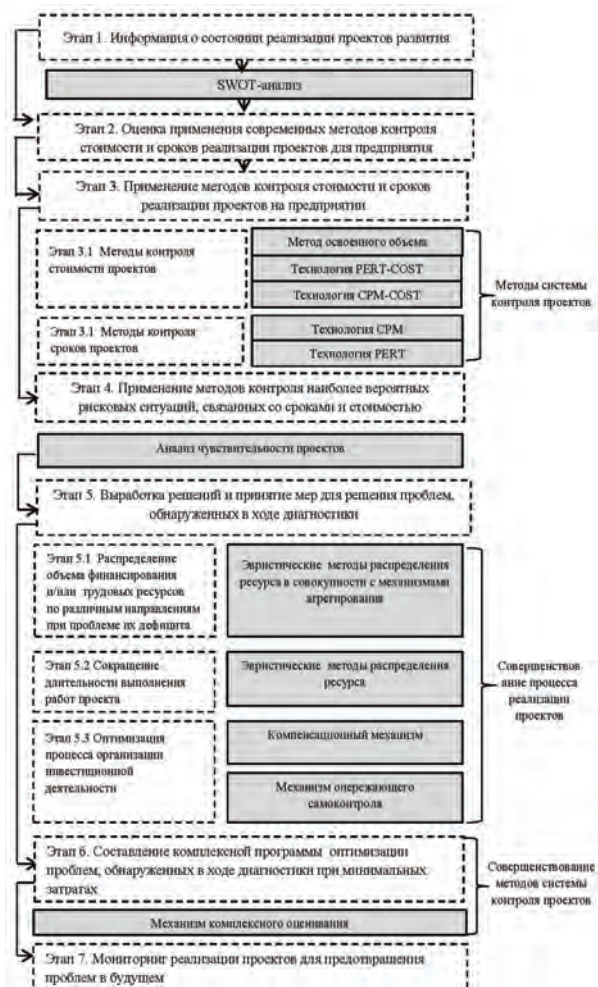 Этап 1. Информация о состоянии реализации проектов развития
SWOT-анализ
Этап 2. Оценка применения современных методов контроля
стоимости и сроков реализации проектов для предприятия
Этап 3. Применение методов контроля стоимости и сроков
реализации проектов на предприятии
Этап 3.1 Методы контроля
стоимости проектов
Метод освоенного объема
Технология PERT-COST
Технология CPM-COST
Этап 3.1 Методы контроля
сроков проектов
Технология CPM
Технология PERT
Методы системы
контроля проектов
Этап 4. Применение методов контроля наиболее вероятных
рисковых ситуаций, связанных со сроками и стоимостью
Анализ чувствительности проектов
Этап 5. Выработка решений и принятие мер для решения проблем,
обнаруженных в ходе диагностики
Этап 5.1 Распределение
объема финансирования
и/или трудовых ресурсов
по различным направлениям
при проблеме их дефицита
Эвристические методы распределения
ресурса в совокупности с механизмами
агрегирования
Этап 5.2 Сокращение
длительности выполнения
работ проекта
Эвристические методы распределения
ресурса
Этап 5.3 Оптимизация
процесса организации
инвестиционной
деятельности
Компенсационный механизм
Механизм опережающего
самоконтроля
Совершенствов
ание процесса
реализации
проектов
Этап 6. Составление комплексной программы оптимизации
проблем, обнаруженных в ходе диагностики при минимальных
затратах
Механизм комплексного оценивания
Совершенствование
методов системы
контроля проектов
Этап 7. Мониторинг реализации проектов для предотвращения
проблем в будущем